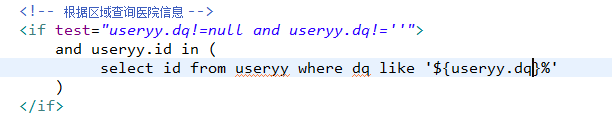 <!-- 根据区域查询医院信息 -->
<if test="useryy.dq!=null and useryy.dq!=''">
and useryy.id in (
select id from useryy where dq like '${useryy.dq}%'
)
</if>